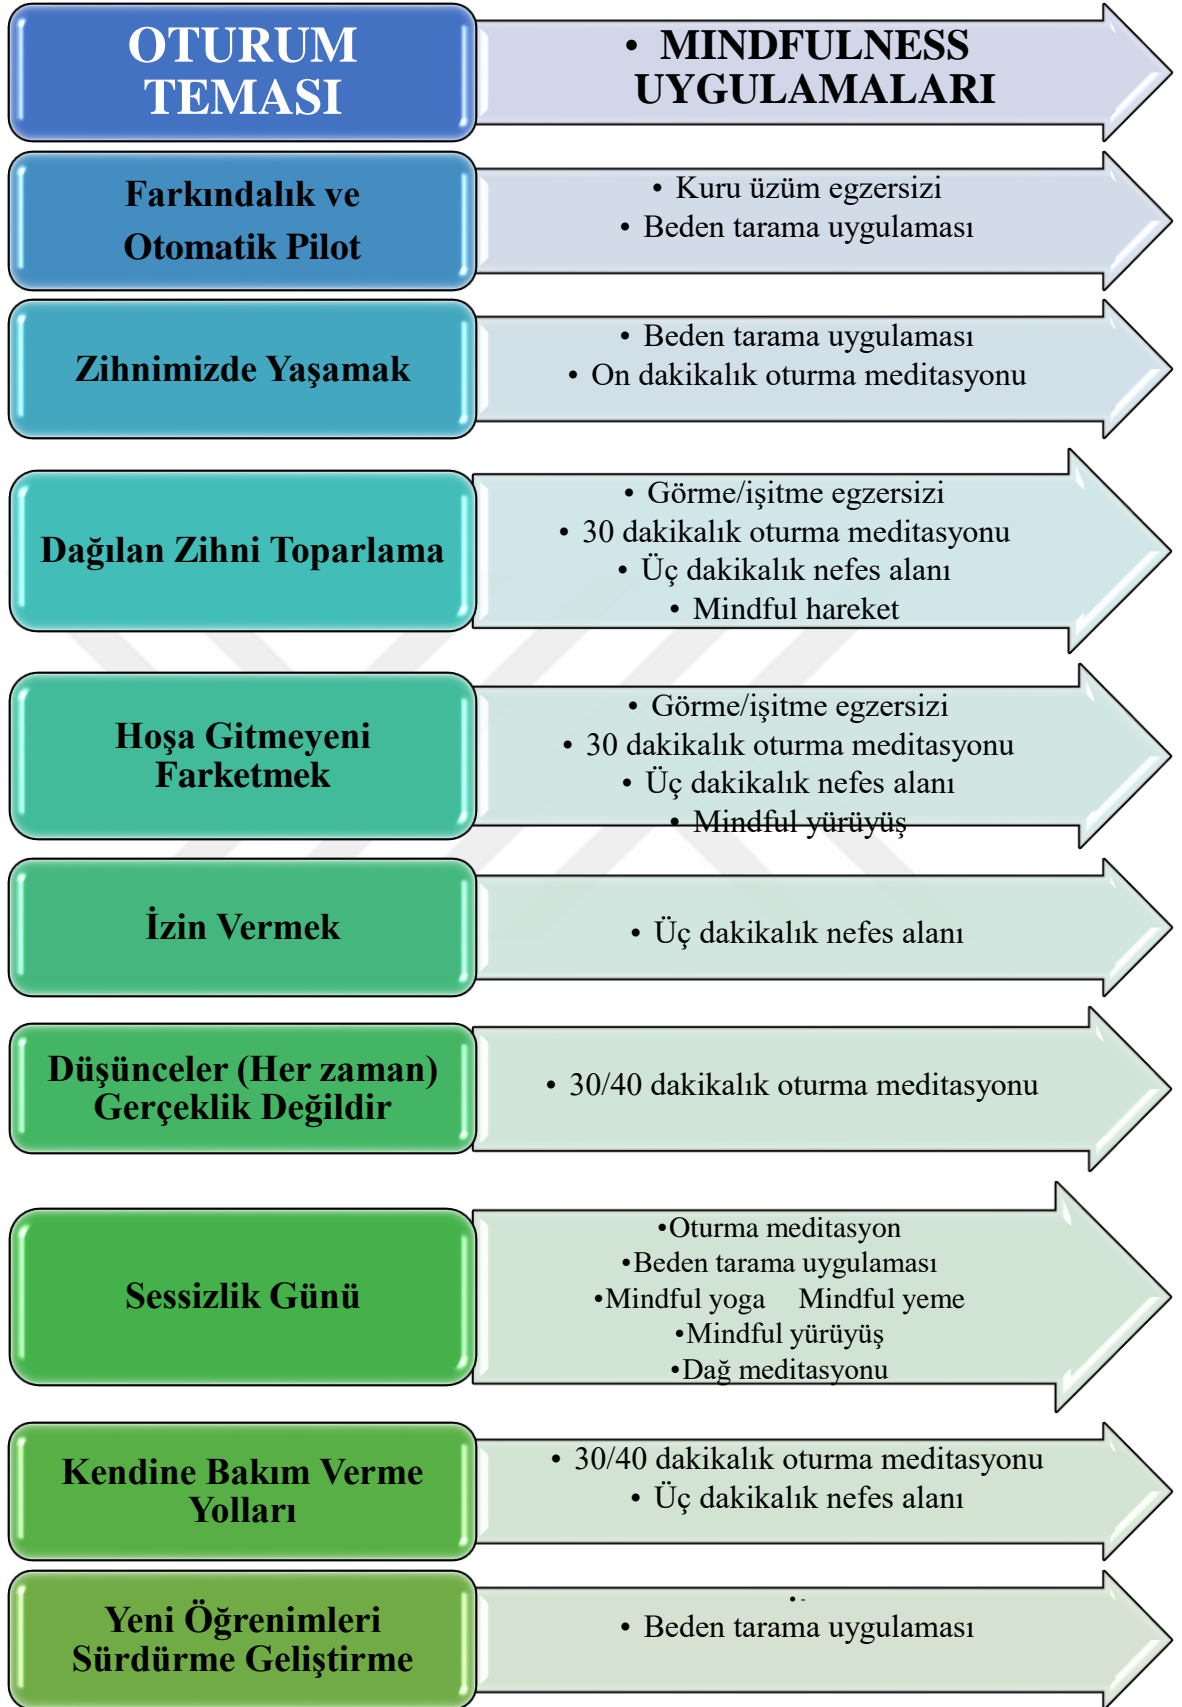 OTURUM
TEMASI
• MINDFULNESS
UYGULAMALARI
Farkındalık ve
Otomatik Pilot
• Kuru üzüm egzersizi
• Beden tarama uygulaması
Zihnimizde Yaşamak
• Beden tarama uygulaması
• On dakikalık oturma meditasyonu
Dağılan Zihni Toparlama
• Görme/işitme egzersizi
• 30 dakikalık oturma meditasyonu
• Üç dakikalık nefes alanı
• Mindful hareket
Hoşa Gitmeyeni
Farketmek
• Görme/işitme egzersizi
• 30 dakikalık oturma meditasyonu
• Üç dakikalık nefes alanı
• Mindful yürüyüş
İzin Vermek
• Üç dakikalık nefes alanı
Düşünceler (Her zaman)
Gerçeklik Değildir
• 30/40 dakikalık oturma meditasyonu
Sessizlik Günü
•Oturma meditasyon
•Beden tarama uygulaması
•Mindful yoga Mindful yeme
•Mindful yürüyüş
•Dağ meditasyonu
Kendine Bakım Verme
Yolları
• 30/40 dakikalık oturma meditasyonu
• Üç dakikalık nefes alanı
Yeni Öğrenimleri
Sürdürme Geliştirme
• Beden tarama uygulaması